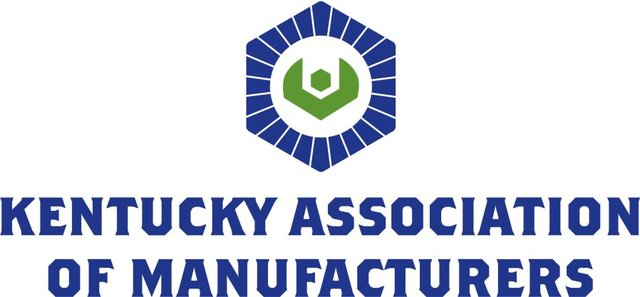 KENTUCKY ASSOCIATION
OF MANUFACTURERS